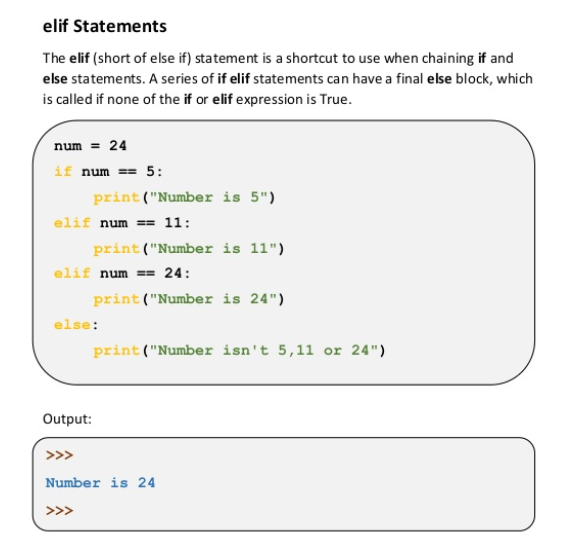 elif Statements
The elif (short of else if) statement is a shortcut to use when chaining if and
else statements. A series of if elif statements can have a final else block, which
is called if none of the if or elif expression is True.
num = 24
if num == 5:
    print("Number is 5")
elif num == 11:
    print("Number is 11")
elif num == 24:
    print("Number is 24")
else:
    print("Number isn't 5,11 or 24")
Output:
>>>
Number is 24
>>>